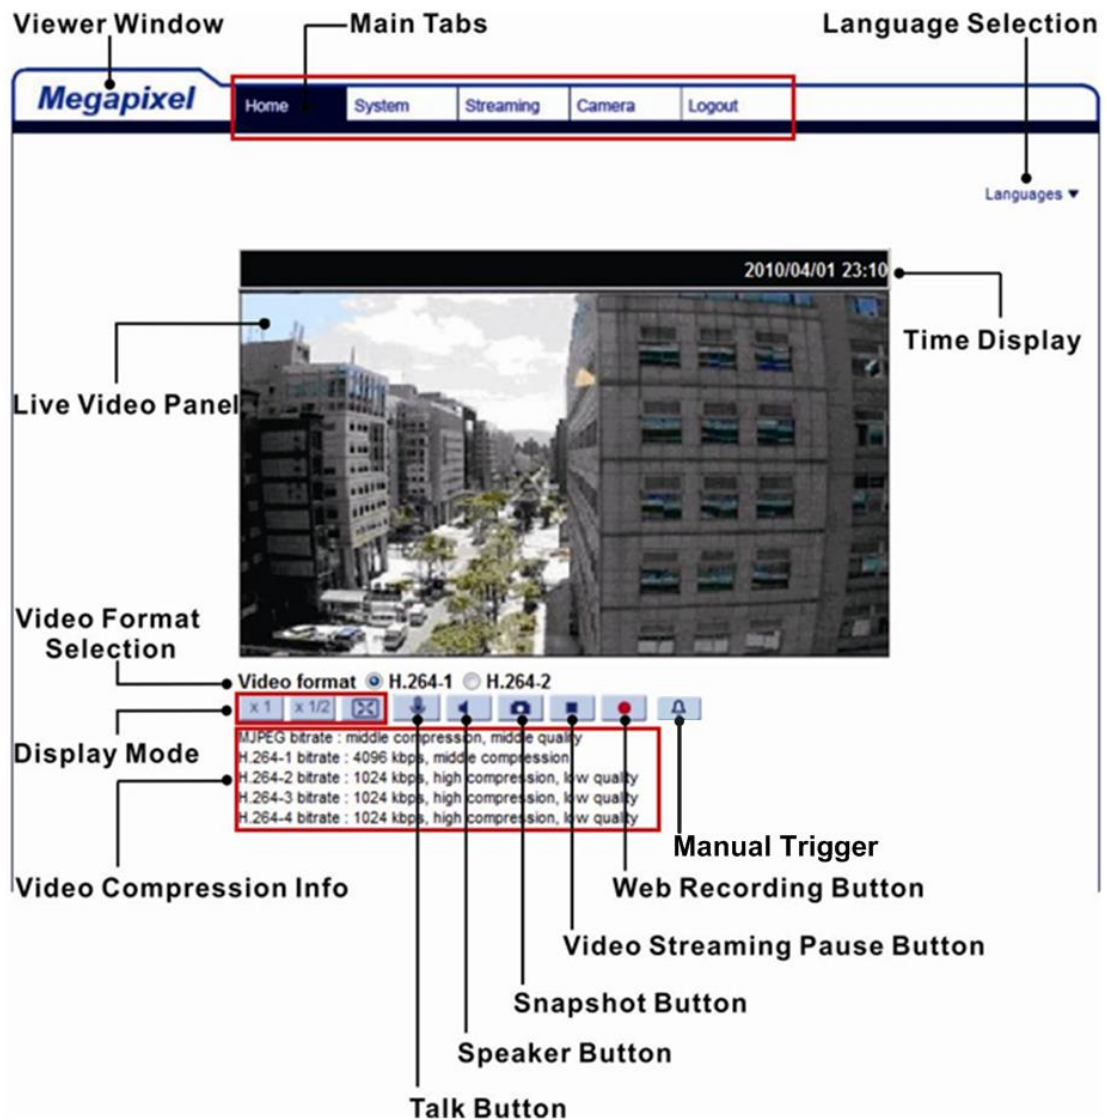 Viewer Window
Main Tabs
Language Selection
Megapixel
Home
System
Streaming
Camera
Logout
Languages ▼
2010/04/01 23:10
Time Display
Live Video Panel
Video Format
Selection
Video format H.264-1 H.264-2
x 1
x 1/2
Display Mode
MJPEG bitrate : middle compression, middle quality
H.264-1 bitrate : 4096 kbps, middle compression
H.264-2 bitrate : 1024 kbps, high compression, low quality
H.264-3 bitrate : 1024 kbps, high compression, low quality
H.264-4 bitrate : 1024 kbps, high compression, low quality
Manual Trigger
Video Compression Info
Web Recording Button
Video Streaming Pause Button
Snapshot Button
Speaker Button
Talk Button